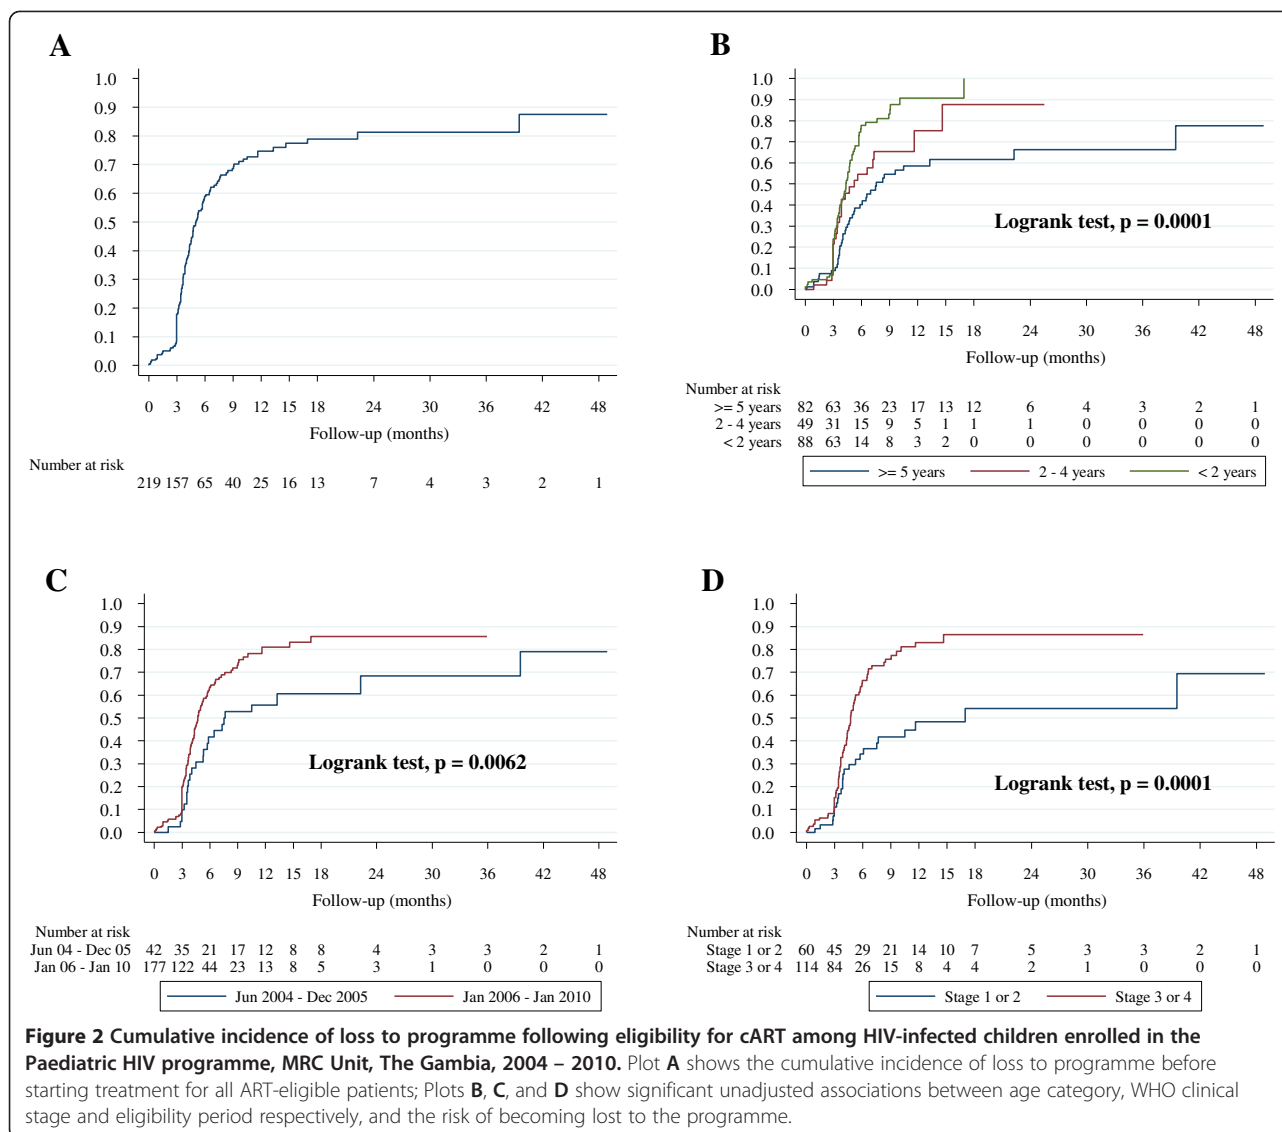 A
1.0
0.9
0.8
0.7
0.6
0.5
0.4
0.3
0.2
0.1
0.0
0 3 6 9 12 15 18 24 30 36 42 48
Follow-up (months)
Number at risk
219 157 65 40 25 16 13 7 4 3 2 1
B
1.0
0.9
0.8
0.7
0.6
0.5
0.4
0.3
0.2
0.1
0.0
Logrank test, p = 0.0001
0 3 6 9 12 15 18 24 30 36 42 48
Follow-up (months)
Number at risk
>= 5 years 82 63 36 23 17 13 12 6 4 3 2 1
2 - 4 years 49 31 15 9 5 1 1 1 0 0 0 0
< 2 years 88 63 14 8 3 2 0 0 0 0 0 0
>= 5 years 2 - 4 years < 2 years
C
1.0
0.9
0.8
0.7
0.6
0.5
0.4
0.3
0.2
0.1
0.0
Logrank test, p = 0.0062
0 3 6 9 12 15 18 24 30 36 42 48
Follow-up (months)
Number at risk
Jun 04 - Dec 05 42 35 21 17 12 8 8 4 3 3 2 1
Jan 06 - Jan 10 177 122 44 23 13 8 5 3 1 0 0 0
Jun 2004 - Dec 2005 Jan 2006 - Jan 2010
D
1.0
0.9
0.8
0.7
0.6
0.5
0.4
0.3
0.2
0.1
0.0
Logrank test, p = 0.0001
0 3 6 9 12 15 18 24 30 36 42 48
Follow-up (months)
Number at risk
Stage 1 or 2 60 45 29 21 14 10 7 5 3 3 2 1
Stage 3 or 4 114 84 26 15 8 4 4 2 1 0 0 0
Stage 1 or 2 Stage 3 or 4
Figure 2 Cumulative incidence of loss to programme following eligibility for cART among HIV-infected children enrolled in the
Paediatric HIV programme, MRC Unit, The Gambia, 2004 – 2010. Plot A shows the cumulative incidence of loss to programme before
starting treatment for all ART-eligible patients; Plots B, C, and D show significant unadjusted associations between age category, WHO clinical
stage and eligibility period respectively, and the risk of becoming lost to the programme.